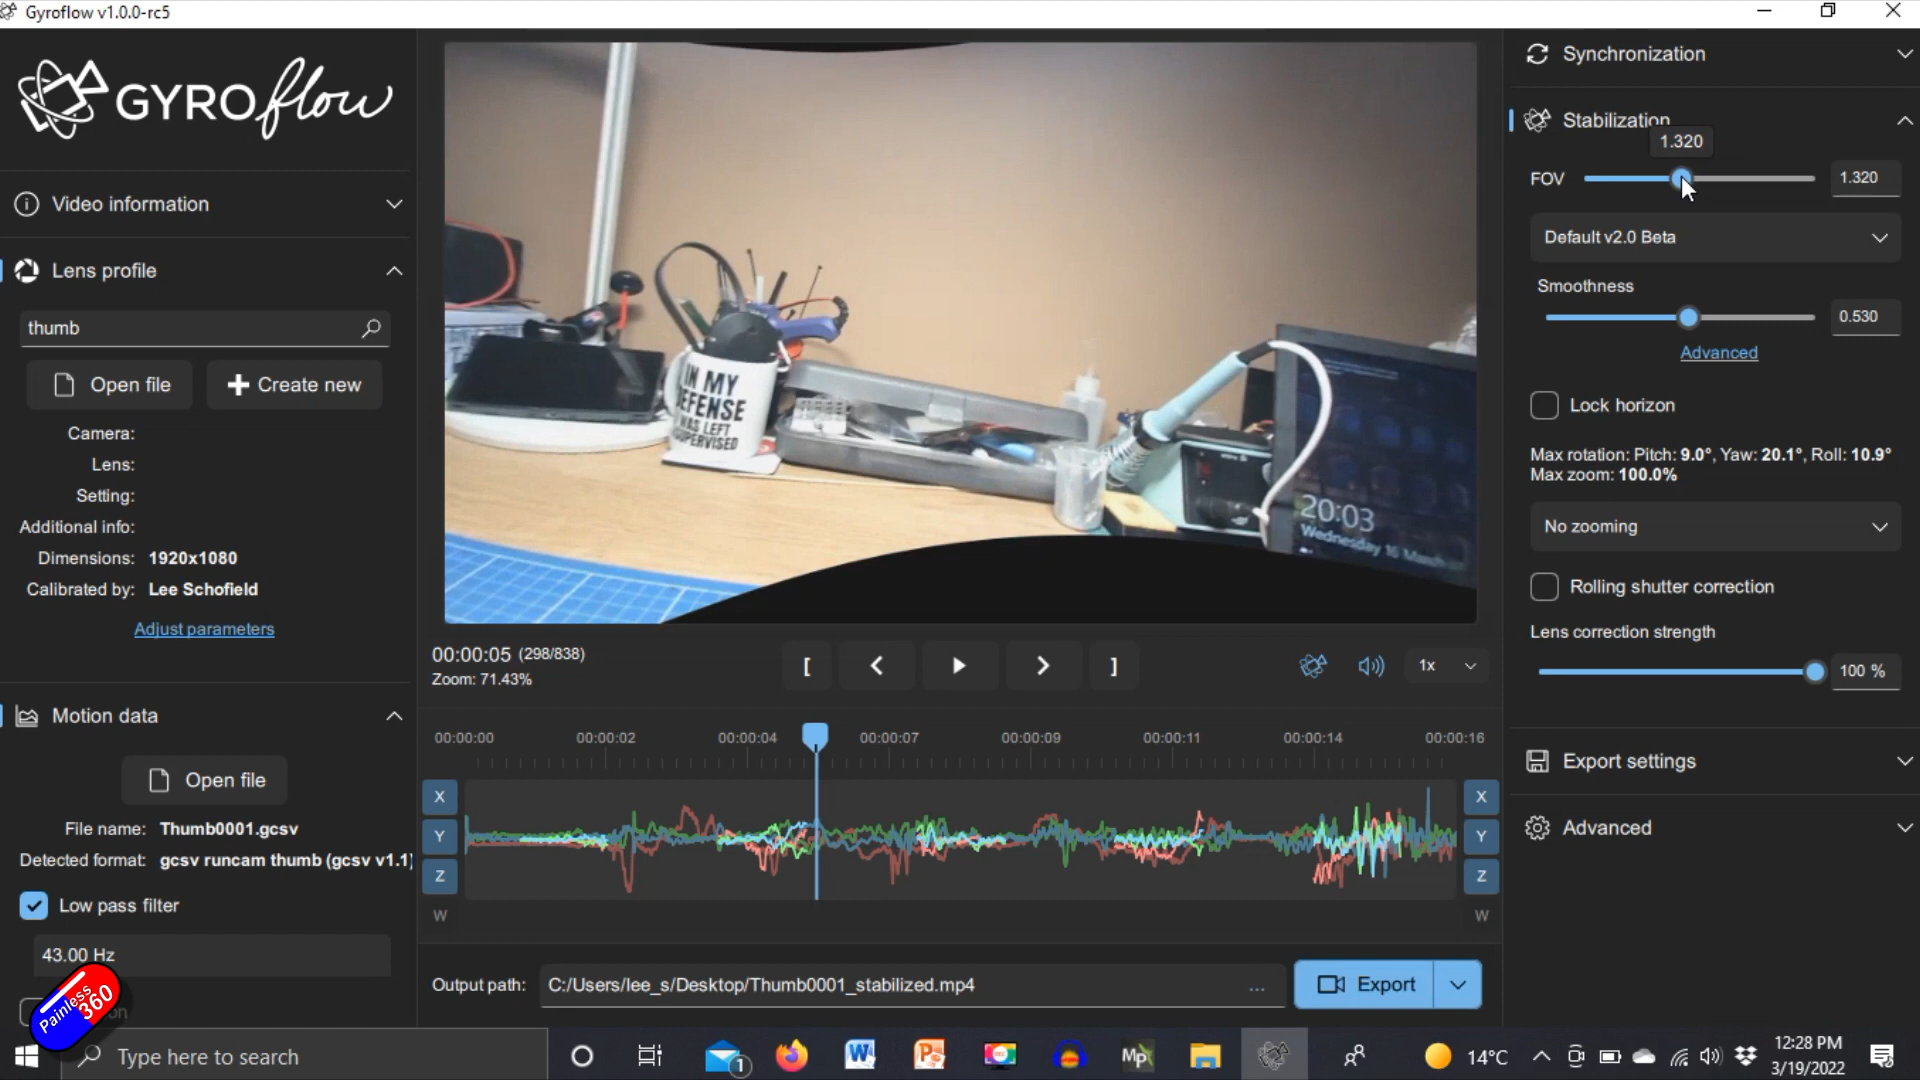 Gyroflow v1.0.0-rc5
GYROflow
Video information
Lens profile
thumb
Open file
Create new
Camera:
Lens:
Setting:
Additional info:
Dimensions: 1920x1080
Calibrated by: Lee Schofield
Adjust parameters
Motion data
Open file
File name: Thumb0001.gcsv
Detected format: gcsv runcam thumb (gcsv v1.1)
Low pass filter
43.00 Hz
Painless
360
IN MY
DEFENSE
WAS LEFT
20:03
Wednesday 16 March
00:00:05 (298/838)
Zoom: 71.43%
[
]
1x
00:00:00 00:00:02 00:00:04 00:00:07 00:00:09 00:00:11 00:00:14 00:00:16
X X
Y Y
Z Z
W W
Output path: C:/Users/lee_s/Desktop/Thumb0001_stabilized.mp4 ...
Export
Synchronization
Stabilization
1.320
FOV 1.320
Default v2.0 Beta
Smoothness
0.530
Advanced
Lock horizon
Max rotation: Pitch: 9.0°, Yaw: 20.1°, Roll: 10.9°
Max zoom: 100.0%
No zooming
Rolling shutter correction
Lens correction strength
100 %
Export settings
Advanced
Type here to search
1
14°C
12:28 PM
3/19/2022